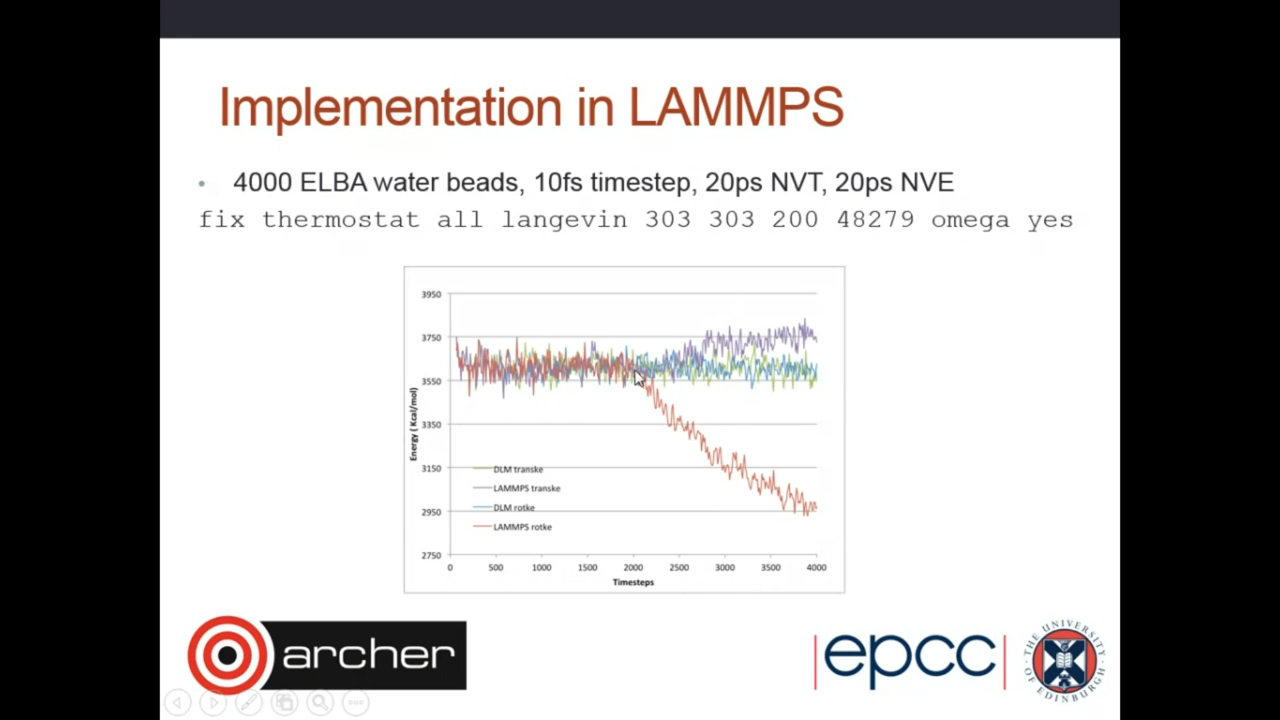 Implementation in LAMMPS
• 4000 ELBA water beads, 10fs timestep, 20ps NVT, 20ps NVE
fix thermostat all langevin 303 303 200 48279 omega yes
3950
3750
3550
3350
3150
2950
2750
Energy ( Kcal/mol)
DLM transke
LAMMPS transke
DLM rotke
LAMMPS rotke
0 500 1000 1500 2000 2500 3000 3500 4000
Timesteps
archer
epcc
THE UNIVERSITY OF EDINBURGH